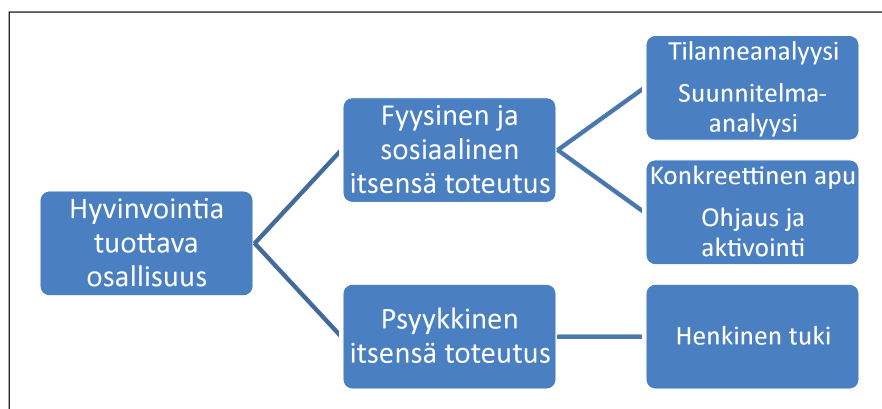 Hyvinvointia
tuottava
osallisuus
Fyysinen ja
sosiaalinen
itsensä toteutus
Tilanneanalyysi
Suunnitelma-
analyysi
Konkreettinen apu
Ohjaus ja
aktivointi
Psyykkinen
itsensä toteutus
Henkinen tuki